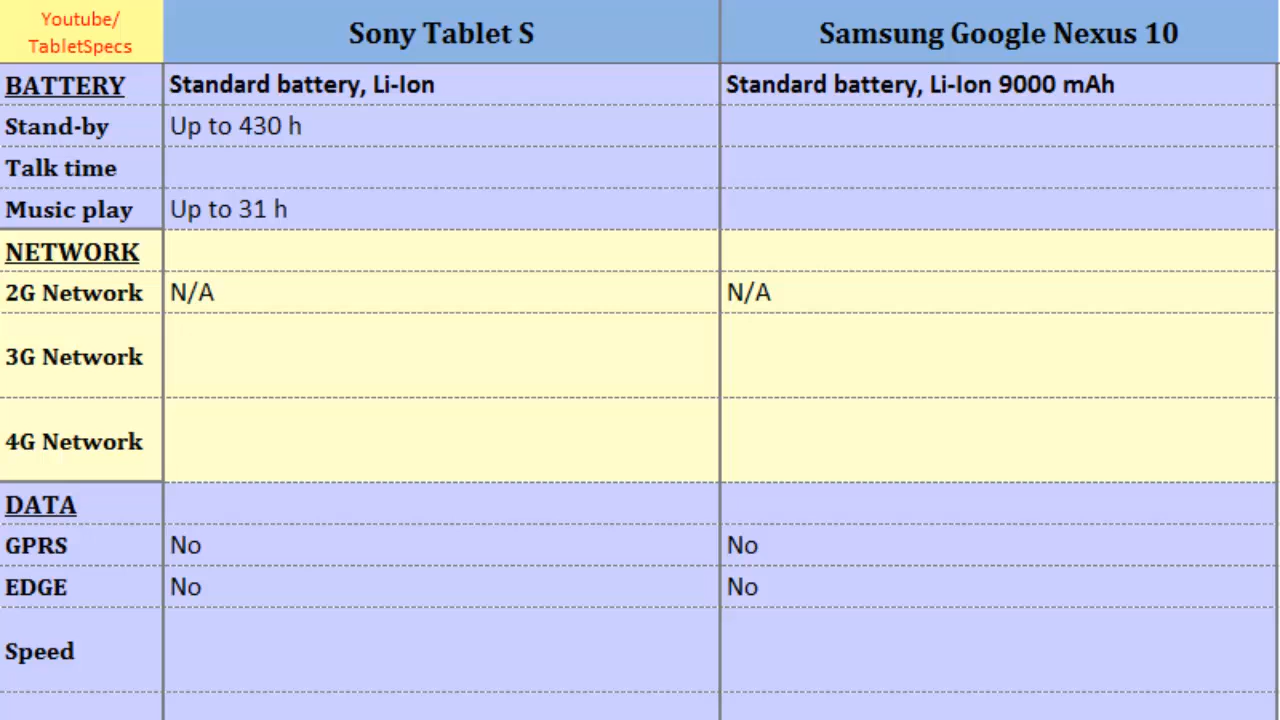 Youtube/
TabletSpecs
Sony Tablet S
Samsung Google Nexus 10
BATTERY
Standard battery, Li-Ion
Standard battery, Li-Ion 9000 mAh
Stand-by
Up to 430 h
Talk time
Music play
Up to 31 h
NETWORK
2G Network
N/A
N/A
3G Network
4G Network
DATA
GPRS
No
No
EDGE
No
No
Speed